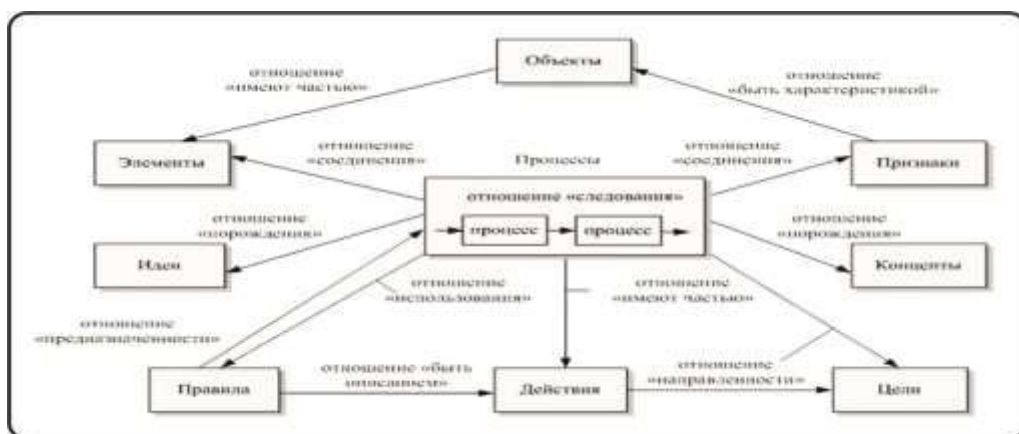 Объекты
отношение
«имеют частью»
отношение
«быть характеристикой»
Элементы
отношение
«соединения»
Процессы
отношение
«соединения»
Признаки
отношение «следования»
процесс
процесс
отношение
«порождения»
отношение
«порождения»
Идеи
Концепты
отношение
«использования»
отношение
«имеют частью»
отношение
«предназначенности»
Правила
отношение «быть
описанием»
Действия
отношение
«направленности»
Цели